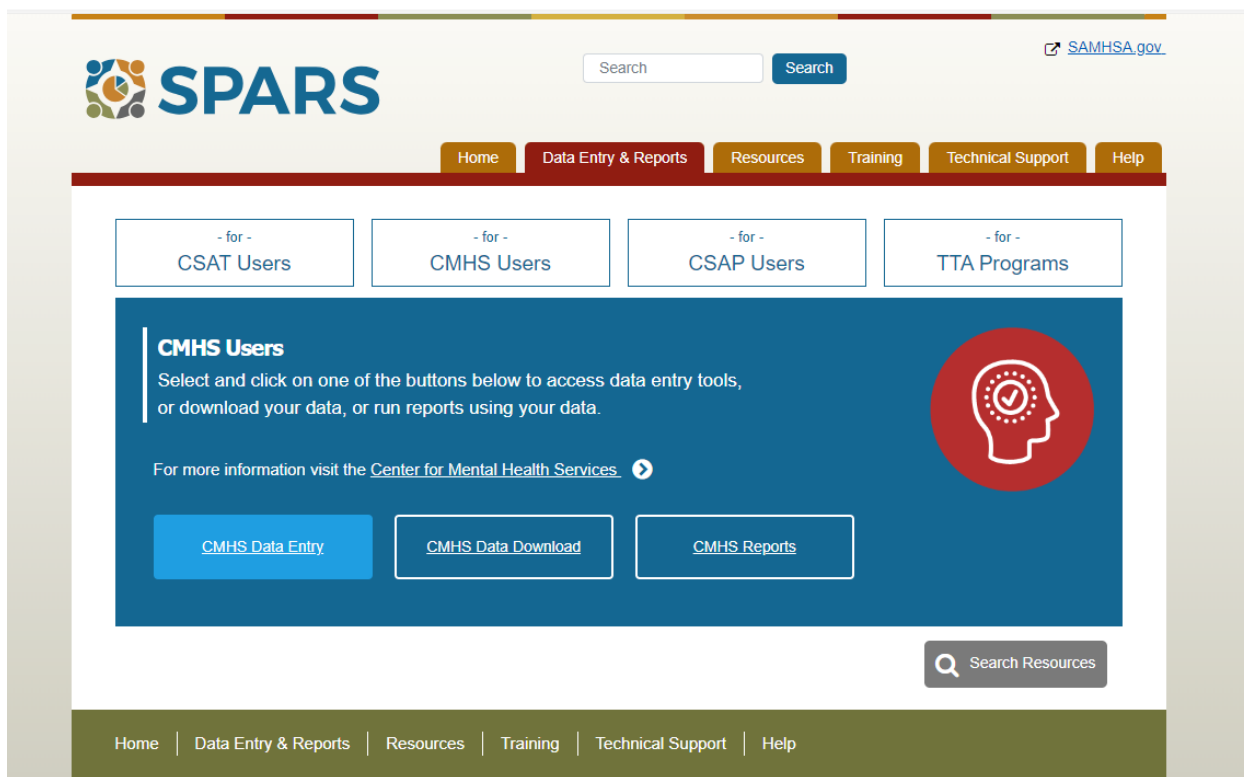 SAMHSA.gov
SPARS
Search Search
Home Data Entry & Reports Resources Training Technical Support Help
- for - - for - - for - - for -
CSAT Users CMHS Users CSAP Users TTA Programs
CMHS Users
Select and click on one of the buttons below to access data entry tools,
or download your data, or run reports using your data.
For more information visit the Center for Mental Health Services
CMHS Data Entry CMHS Data Download CMHS Reports
Search Resources
Home Data Entry & Reports Resources Training Technical Support Help